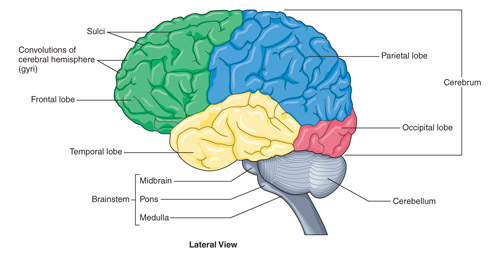 Sulci
Convolutions of
cerebral hemisphere
(gyri)
Frontal lobe
Temporal lobe
Parietal lobe
Cerebrum
Occipital lobe
Midbrain
Brainstem
Pons
Medulla
Cerebellum
Lateral View